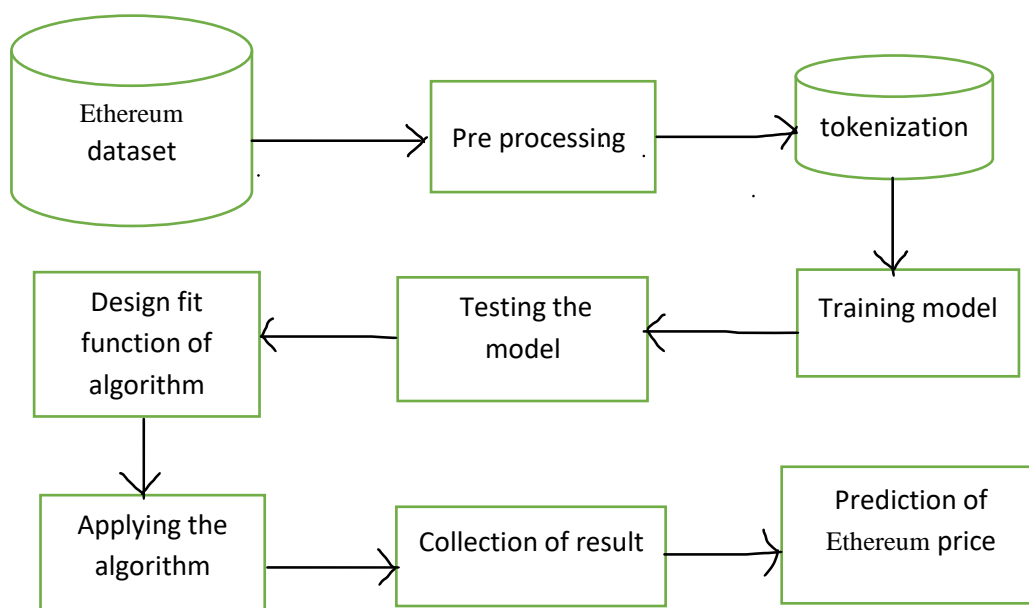 Ethereum
dataset
Pre processing
tokenization
Training model
Testing the
model
Design fit
function of
algorithm
Applying the
algorithm
Collection of result
Prediction of
Ethereum price